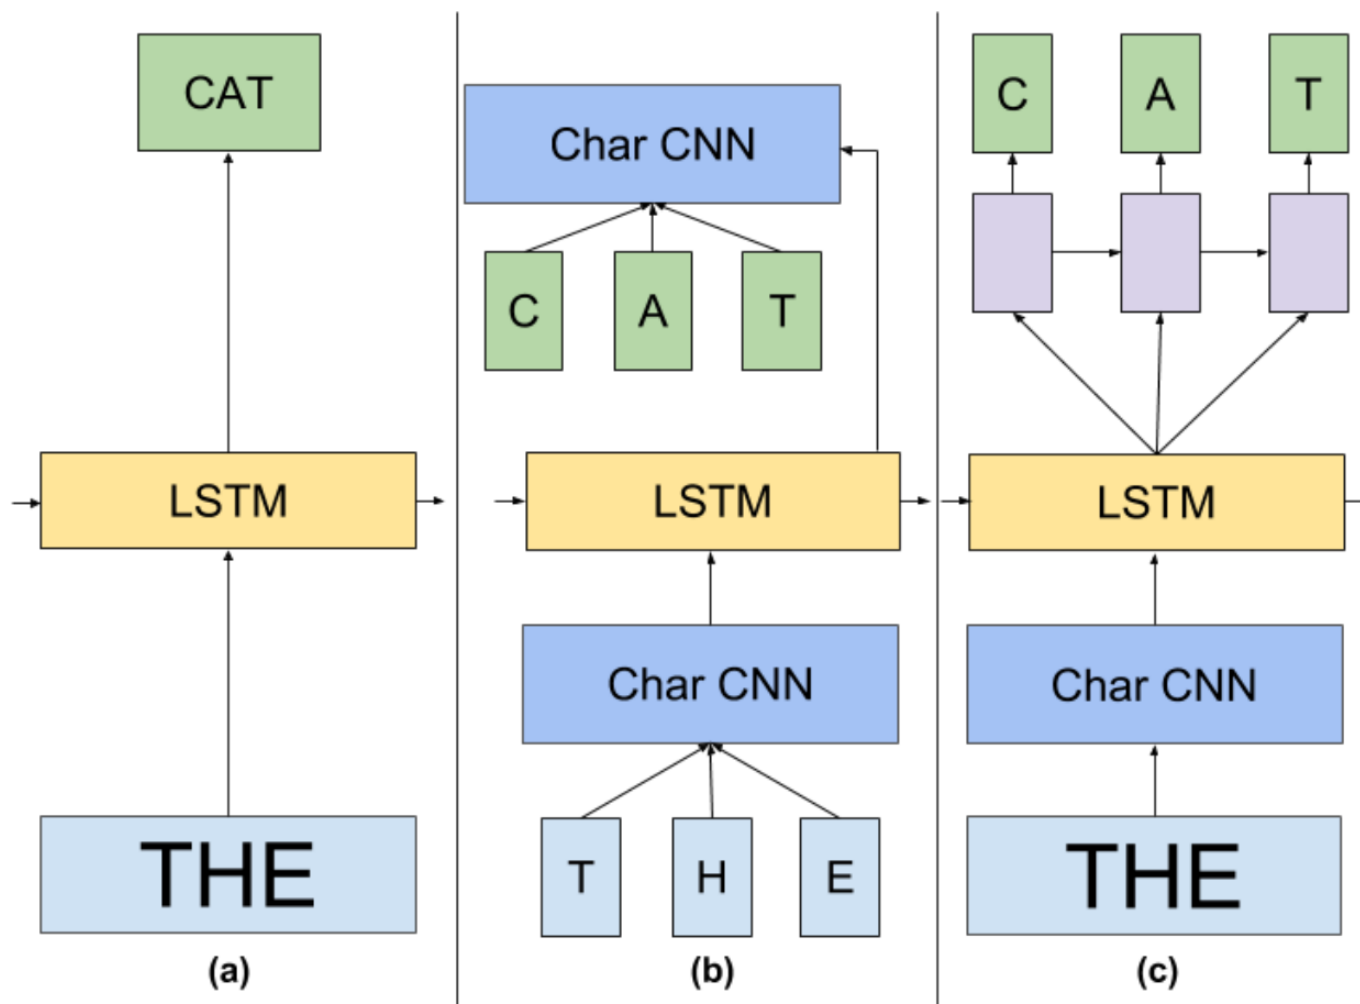 CAT
LSTM
THE
(a)
Char CNN
C A T
LSTM
Char CNN
T H E
(b)
C A T
LSTM
Char CNN
THE
(c)